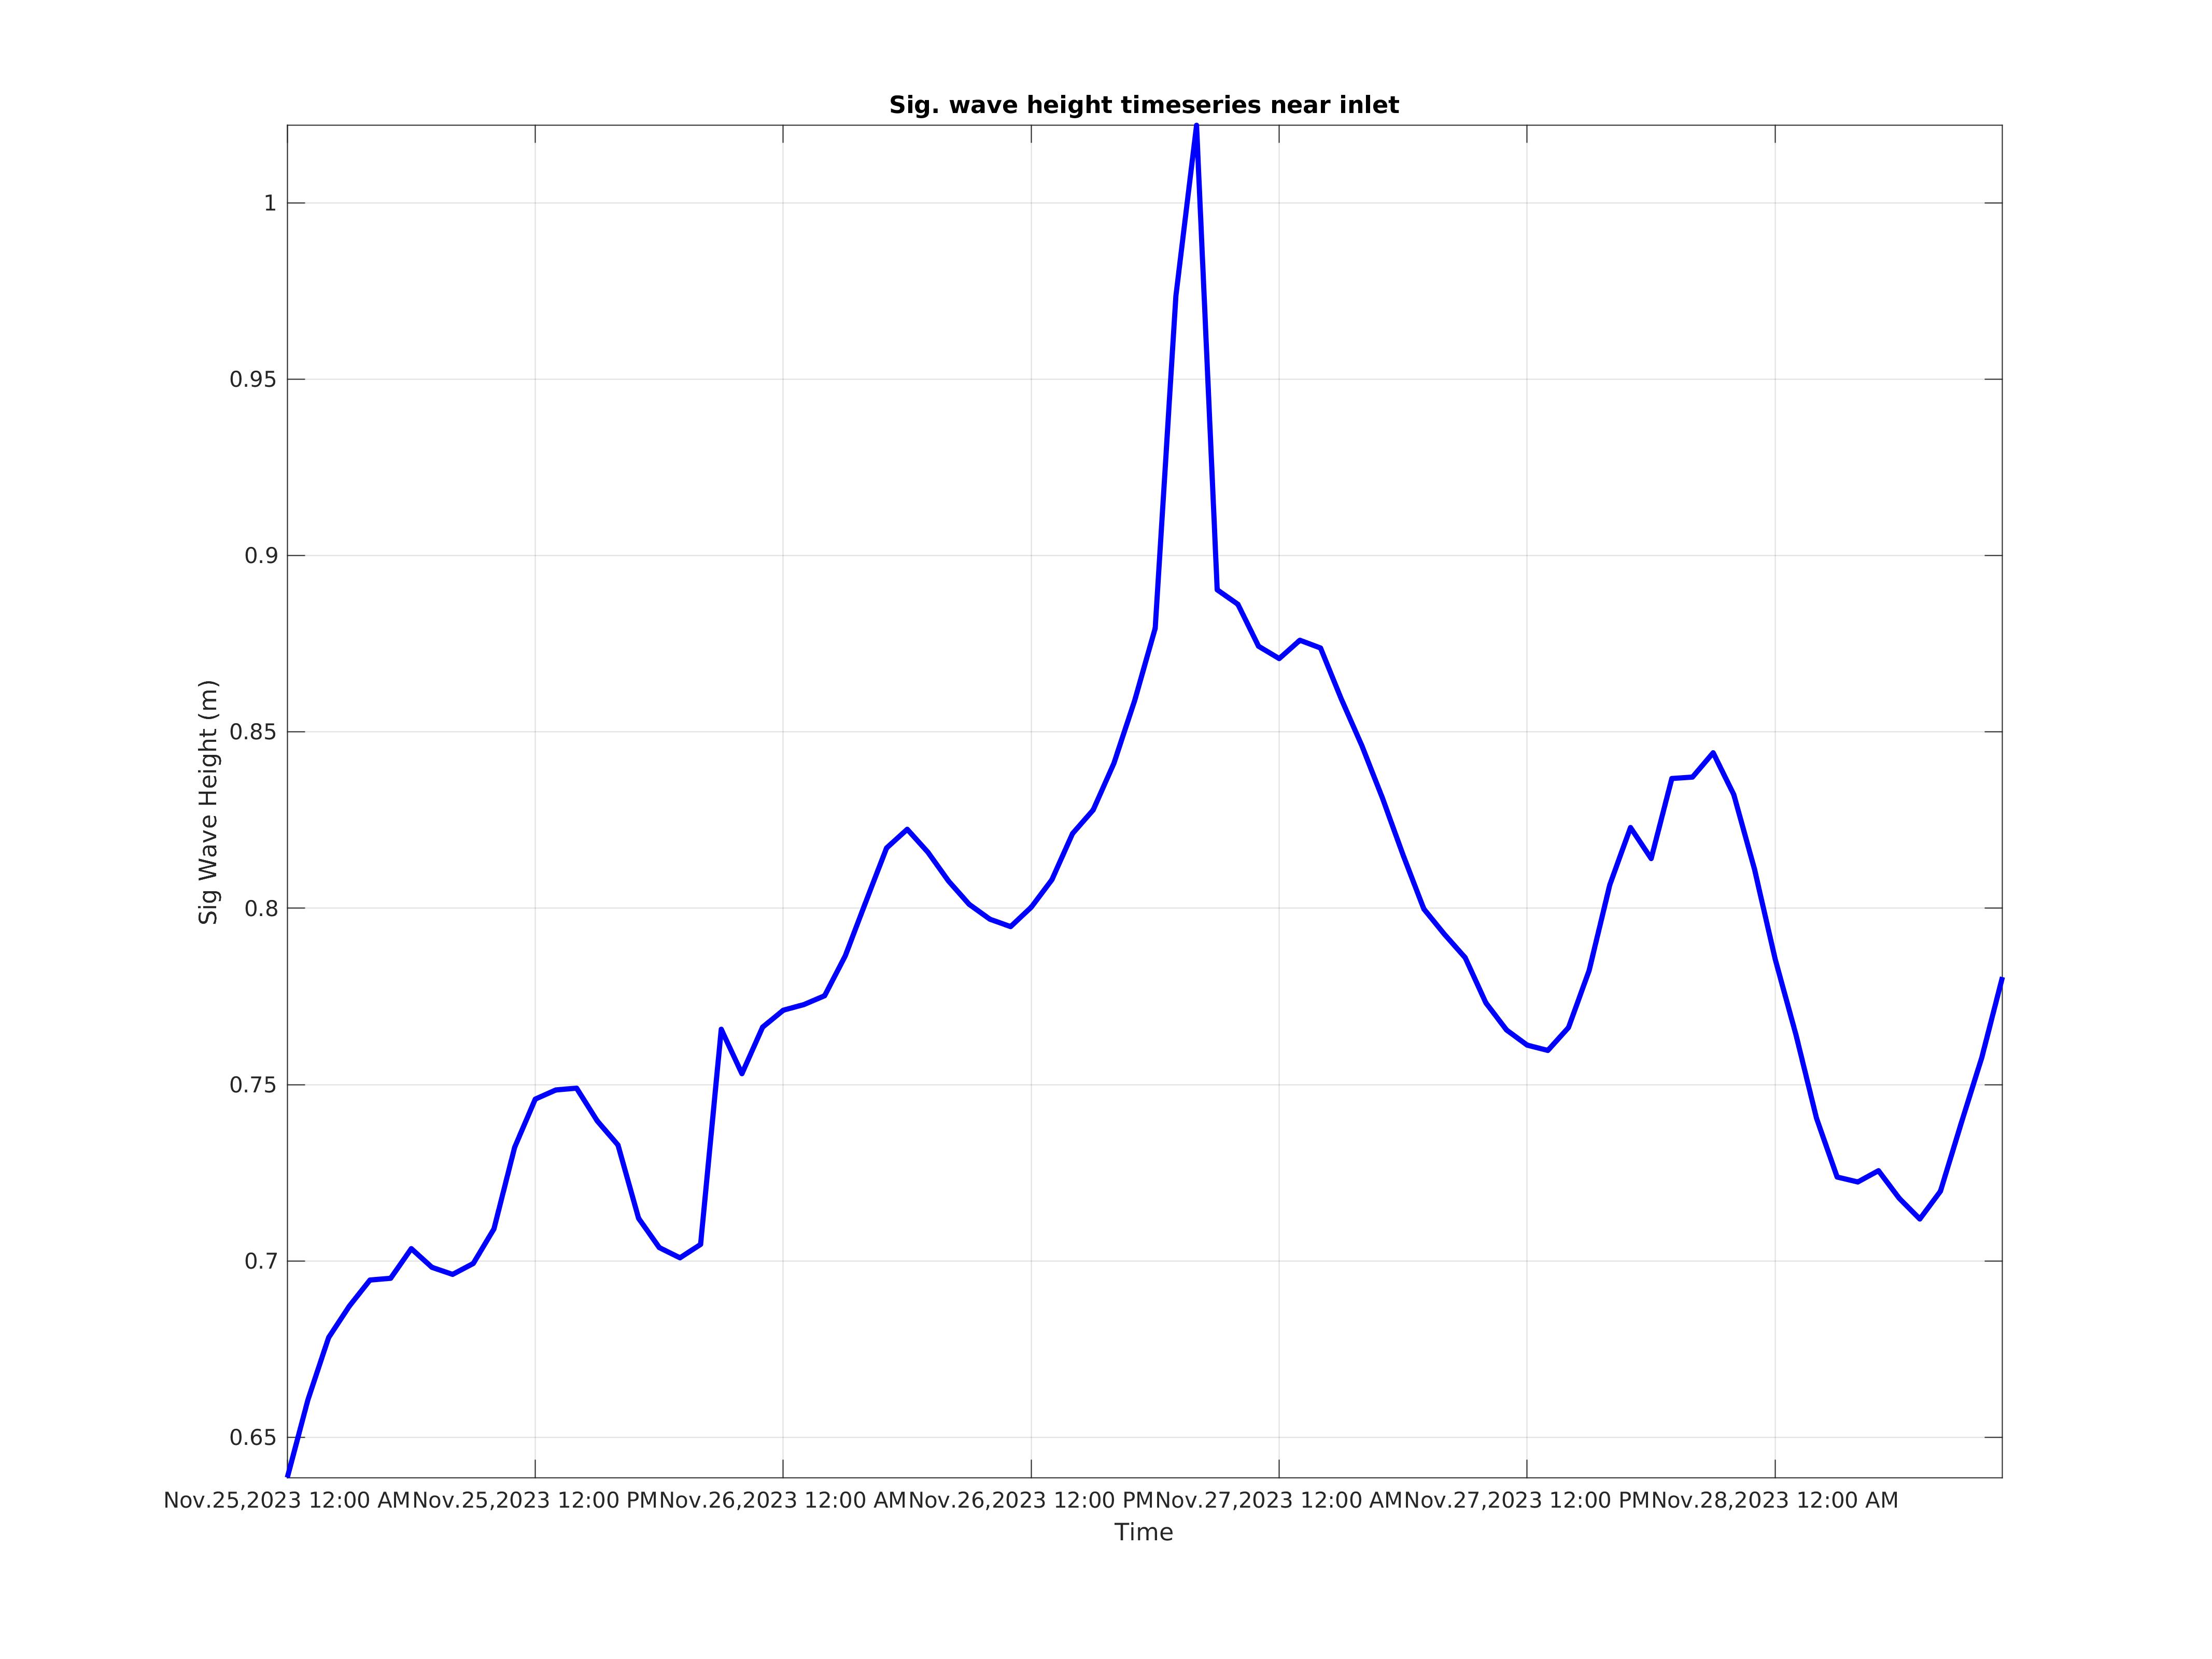 Sig. wave height timeseries near inlet
1
0.95
0.9
0.85
0.8
0.75
0.7
0.65
Sig Wave Height (m)
Nov.25,2023 12:00 AM Nov.25,2023 12:00 PM Nov.26,2023 12:00 AM Nov.26,2023 12:00 PM Nov.27,2023 12:00 AM Nov.27,2023 12:00 PM Nov.28,2023 12:00 AM
Time